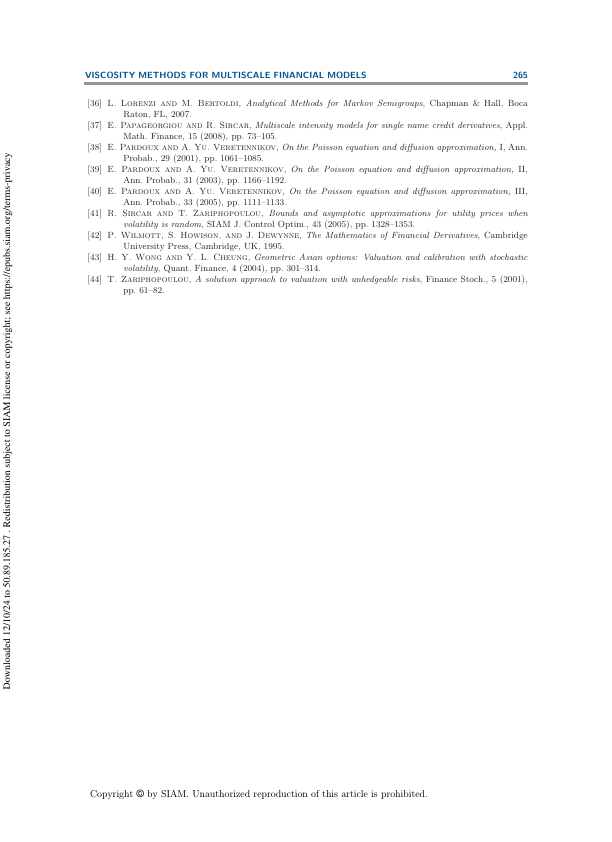 VISCOSITY METHODS FOR MULTISCALE FINANCIAL MODELS 265
[36] L. LORENZI AND M. BERTOLDI, Analytical Methods for Markov Semigroups, Chapman & Hall, Boca
Raton, FL, 2007.
[37] E. PAPAGEORGIOU AND R. SIRCAR, Multiscale intensity models for single name credit derivatives, Appl.
Math. Finance, 15 (2008), pp. 73–105.
[38] E. PARDOUX AND A. YU. VERETENNIKOV, On the Poisson equation and diffusion approximation, I, Ann.
Probab., 29 (2001), pp. 1061–1085.
[39] E. PARDOUX AND A. YU. VERETENNIKOV, On the Poisson equation and diffusion approximation, II,
Ann. Probab., 31 (2003), pp. 1166–1192.
[40] E. PARDOUX AND A. YU. VERETENNIKOV, On the Poisson equation and diffusion approximation, III,
Ann. Probab., 33 (2005), pp. 1111–1133.
[41] R. SIRCAR AND T. ZARIPHOPOULOU, Bounds and asymptotic approximations for utility prices when
volatility is random, SIAM J. Control Optim., 43 (2005), pp. 1328–1353.
[42] P. WILMOTT, S. HOWISON, AND J. DEWYNNE, The Mathematics of Financial Derivatives, Cambridge
University Press, Cambridge, UK, 1995.
[43] H. Y. WONG AND Y. L. CHEUNG, Geometric Asian options: Valuation and calibration with stochastic
volatility, Quant. Finance, 4 (2004), pp. 301–314.
[44] T. ZARIPHOPOULOU, A solution approach to valuation with unhedgeable risks, Finance Stoch., 5 (2001),
pp. 61–82.
Downloaded 12/10/24 to 50.89.185.27 . Redistribution subject to SIAM license or copyright; see https://epubs.siam.org/terms-privacy
Copyright © by SIAM. Unauthorized reproduction of this article is prohibited.